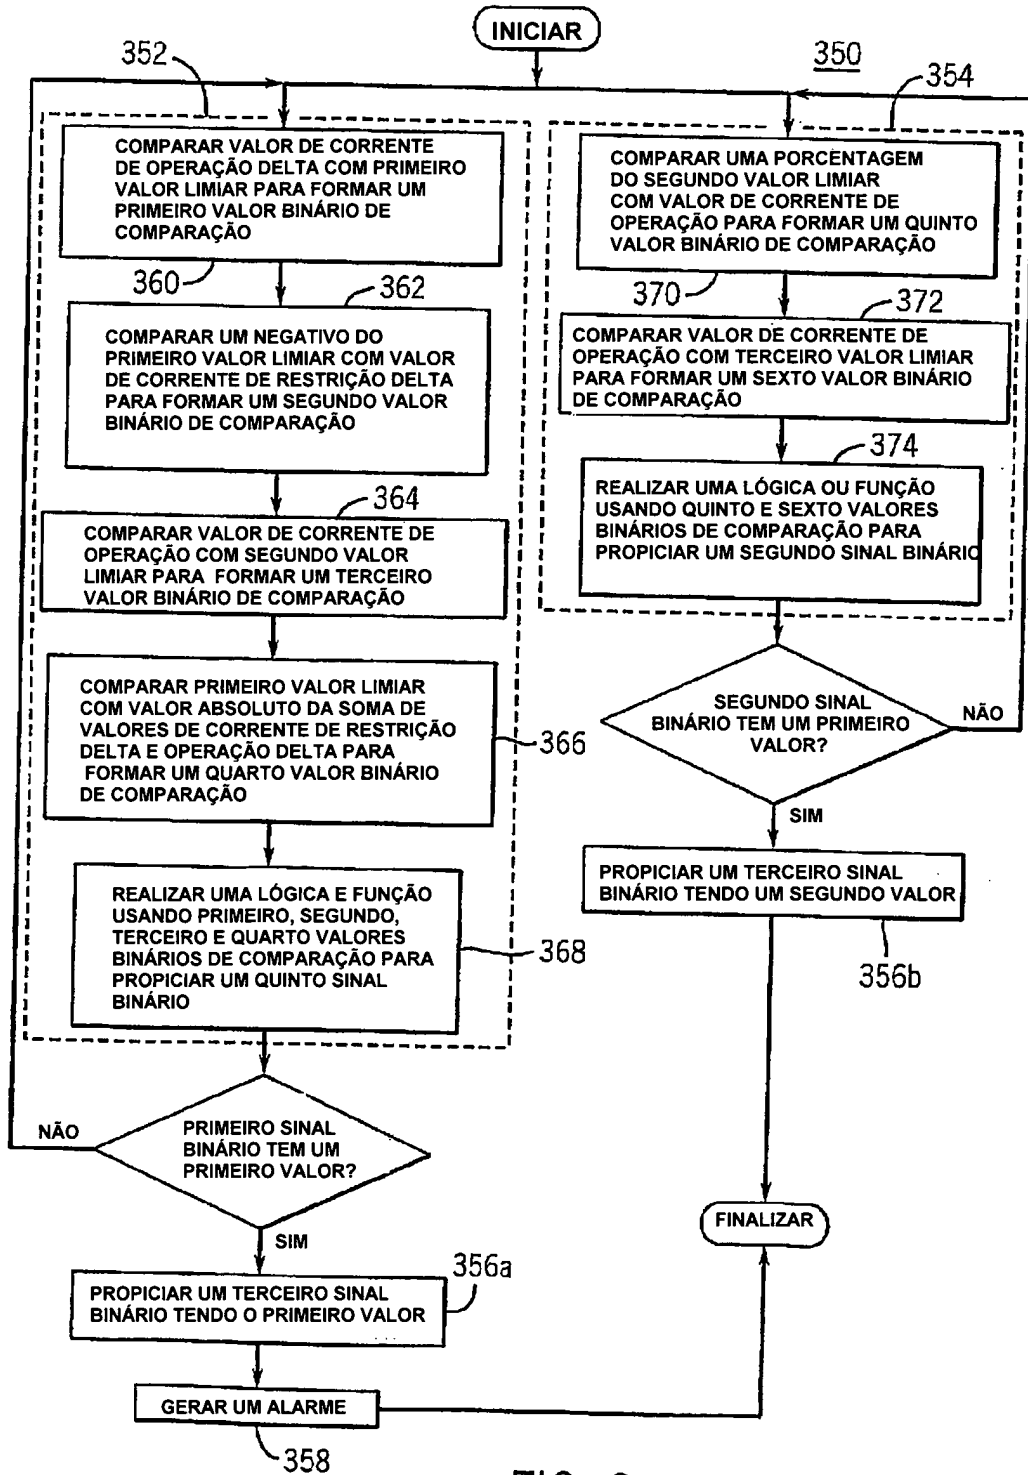 INICIAR
350
352
COMPARAR VALOR DE CORRENTE
DE OPERAÇÃO DELTA COM PRIMEIRO
VALOR LIMIAR PARA FORMAR UM
PRIMEIRO VALOR BINÁRIO DE
COMPARAÇÃO
360
362
COMPARAR UM NEGATIVO DO
PRIMEIRO VALOR LIMIAR COM VALOR
DE CORRENTE DE RESTRIÇÃO DELTA
PARA FORMAR UM SEGUNDO VALOR
BINÁRIO DE COMPARAÇÃO
364
COMPARAR VALOR DE CORRENTE DE
OPERAÇÃO COM SEGUNDO VALOR
LIMIAR PARA FORMAR UM TERCEIRO
VALOR BINÁRIO DE COMPARAÇÃO
COMPARAR PRIMEIRO VALOR LIMIAR
COM VALOR ABSOLUTO DA SOMA DE
VALORES DE CORRENTE DE RESTRIÇÃO
DELTA E OPERAÇÃO DELTA PARA
FORMAR UM QUARTO VALOR BINÁRIO
DE COMPARAÇÃO
366
REALIZAR UMA LÓGICA E FUNÇÃO
USANDO PRIMEIRO, SEGUNDO,
TERCEIRO E QUARTO VALORES
BINÁRIOS DE COMPARAÇÃO PARA
PROPICIAR UM QUINTO SINAL
BINÁRIO
368
NÃO
PRIMEIRO SINAL
BINÁRIO TEM UM
PRIMEIRO VALOR?
SIM
356a
PROPICIAR UM TERCEIRO SINAL
BINÁRIO TENDO O PRIMEIRO VALOR
GERAR UM ALARME
358
354
COMPARAR UMA PORCENTAGEM
DO SEGUNDO VALOR LIMIAR
COM VALOR DE CORRENTE DE
OPERAÇÃO PARA FORMAR UM QUINTO
VALOR BINÁRIO DE COMPARAÇÃO
370
372
COMPARAR VALOR DE CORRENTE DE
OPERAÇÃO COM TERCEIRO VALOR LIMIAR
PARA FORMAR UM SEXTO VALOR BINÁRIO
DE COMPARAÇÃO
374
REALIZAR UMA LÓGICA OU FUNÇÃO
USANDO QUINTO E SEXTO VALORES
BINÁRIOS DE COMPARAÇÃO PARA
PROPICIAR UM SEGUNDO SINAL BINÁRIO
SEGUNDO SINAL
BINÁRIO TEM UM PRIMEIRO
VALOR?
NÃO
SIM
PROPICIAR UM TERCEIRO SINAL
BINÁRIO TENDO UM SEGUNDO VALOR
356b
FINALIZAR